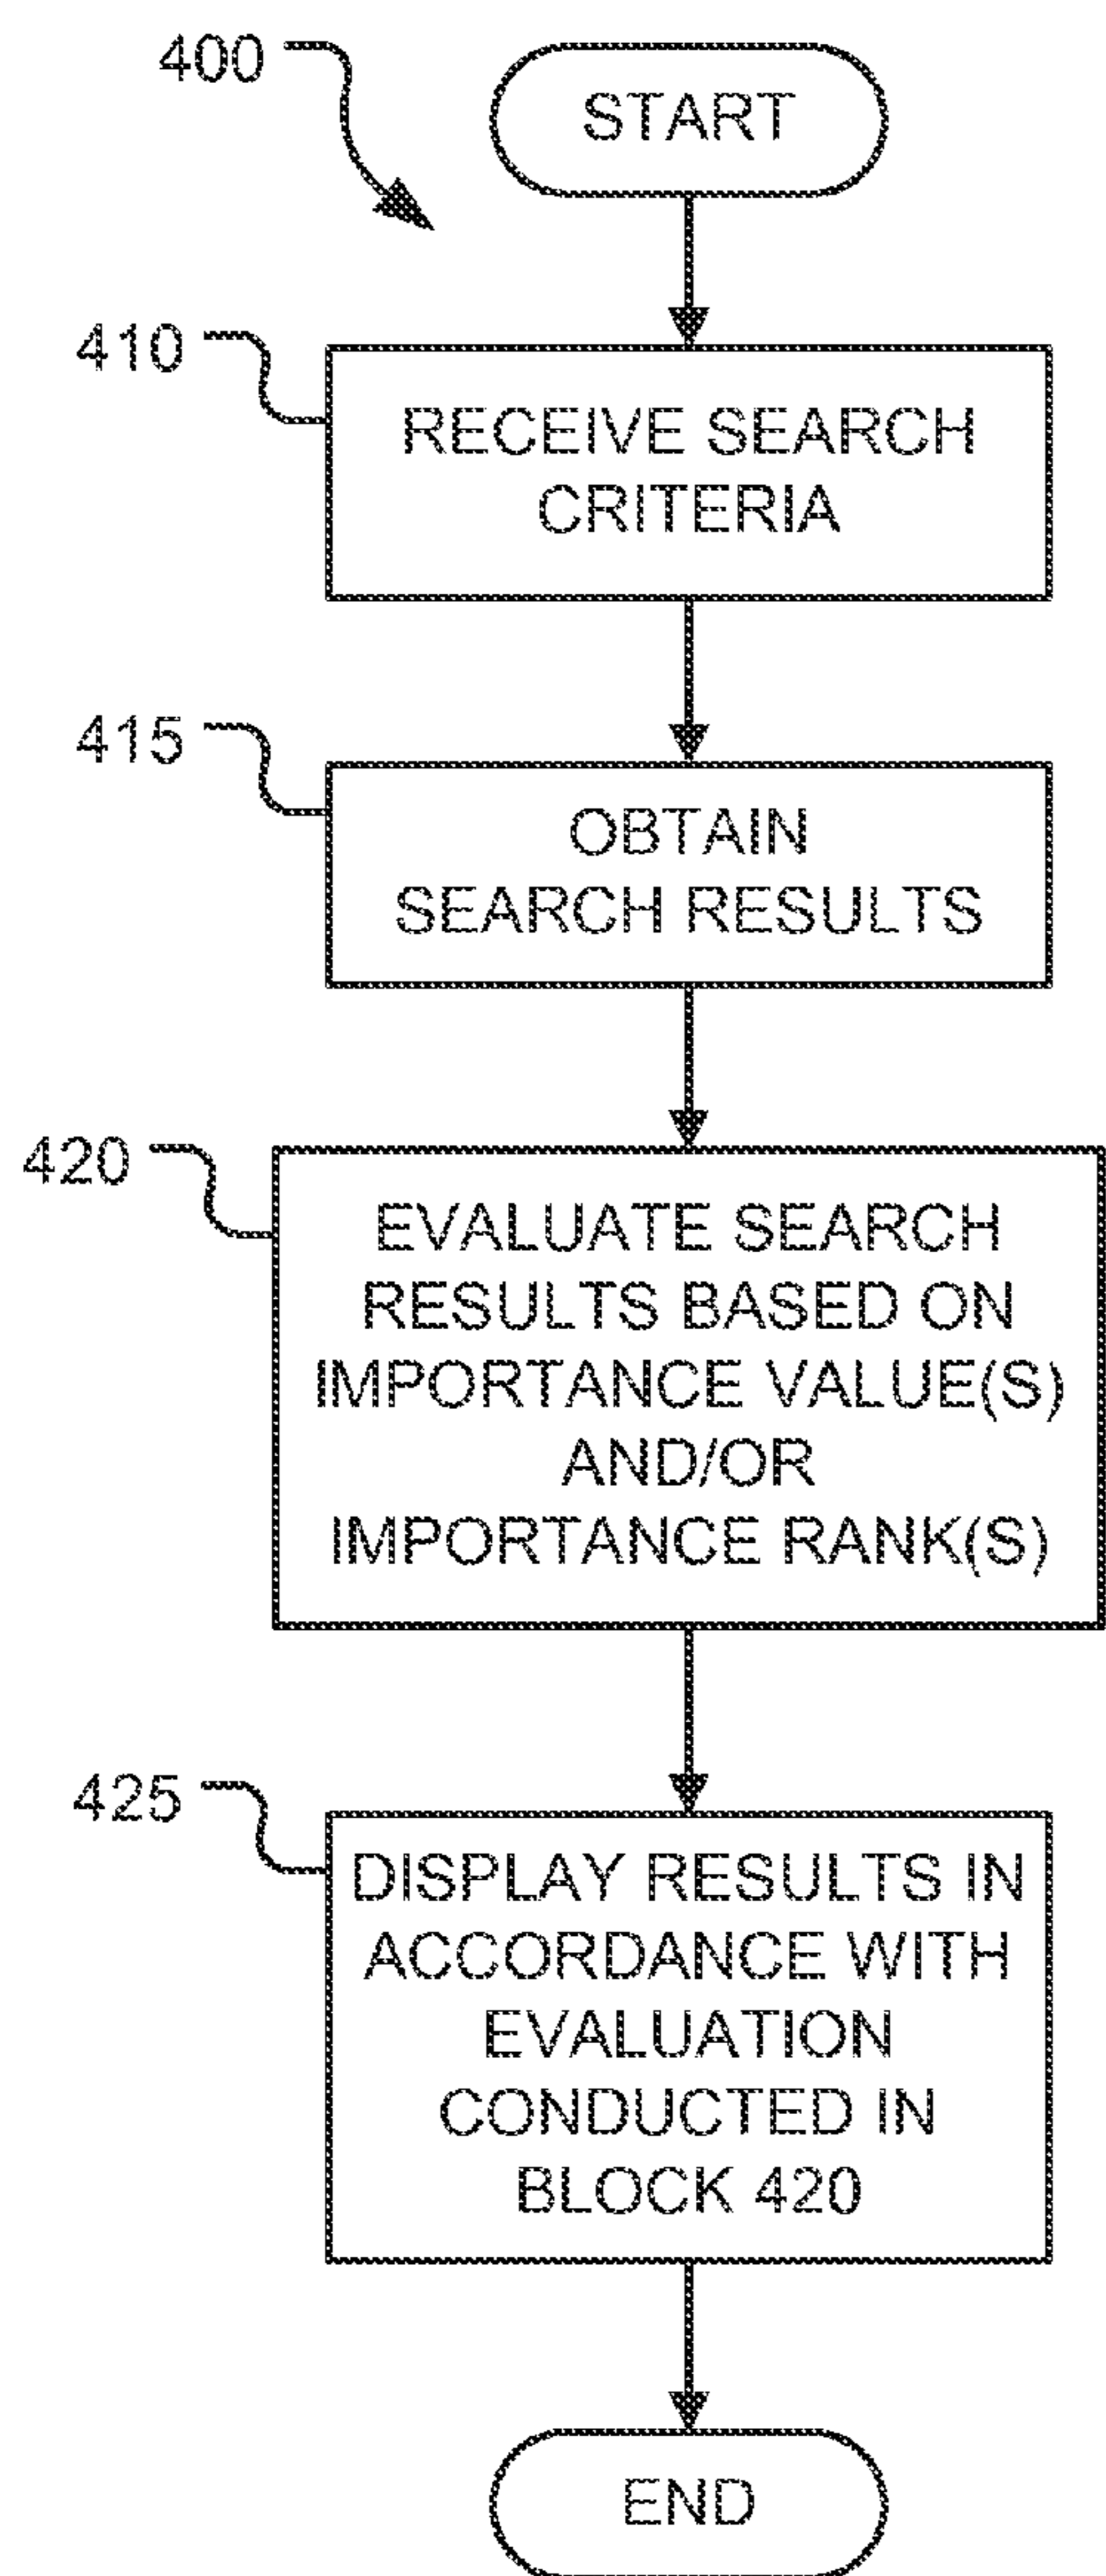 400
START
410
RECEIVE SEARCH
CRITERIA
415
OBTAIN
SEARCH RESULTS
420
EVALUATE SEARCH
RESULTS BASED ON
IMPORTANCE VALUE(S)
AND/OR
IMPORTANCE RANK(S)
425
DISPLAY RESULTS IN
ACCORDANCE WITH
EVALUATION
CONDUCTED IN
BLOCK 420
END